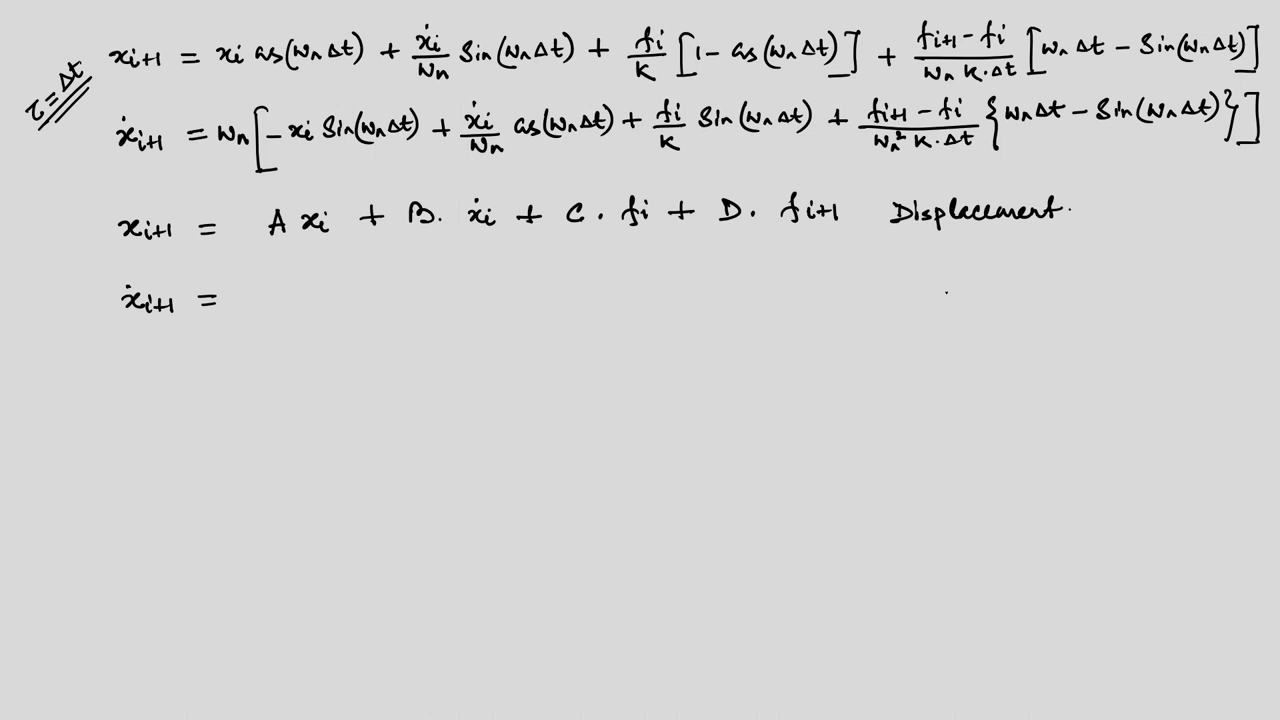 τ = Δt
x_{i+1} = x_i cos(ω_n Δt) + ẋ_i/ω_n Sin(ω_n Δt) + f_i/K [1 - cos(ω_n Δt)] + (f_{i+1} - f_i)/(ω_n K·Δt) [ω_n Δt - Sin(ω_n Δt)]
ẋ_{i+1} = ω_n [- x_i Sin(ω_n Δt) + ẋ_i/ω_n cos(ω_n Δt) + f_i/K Sin(ω_n Δt) + (f_{i+1} - f_i)/(ω_n² K·Δt) {ω_n Δt - Sin(ω_n Δt)}]
x_{i+1} = A x_i + B. ẋ_i + C. f_i + D. f_{i+1} Displacement.
ẋ_{i+1} =